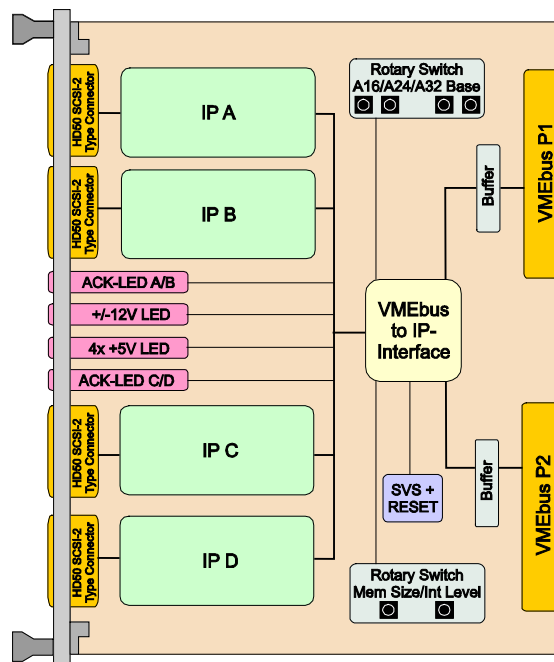 HD50 SCSI-2
Type Connector
IP A
Rotary Switch
A16/A24/A32 Base
VMEbus P1
HD50 SCSI-2
Type Connector
IP B
Buffer
ACK-LED A/B
+/-12V LED
4x +5V LED
ACK-LED C/D
VMEbus
to IP-
Interface
HD50 SCSI-2
Type Connector
IP C
SVS +
RESET
Buffer
VMEbus P2
HD50 SCSI-2
Type Connector
IP D
Rotary Switch
Mem Size/Int Level